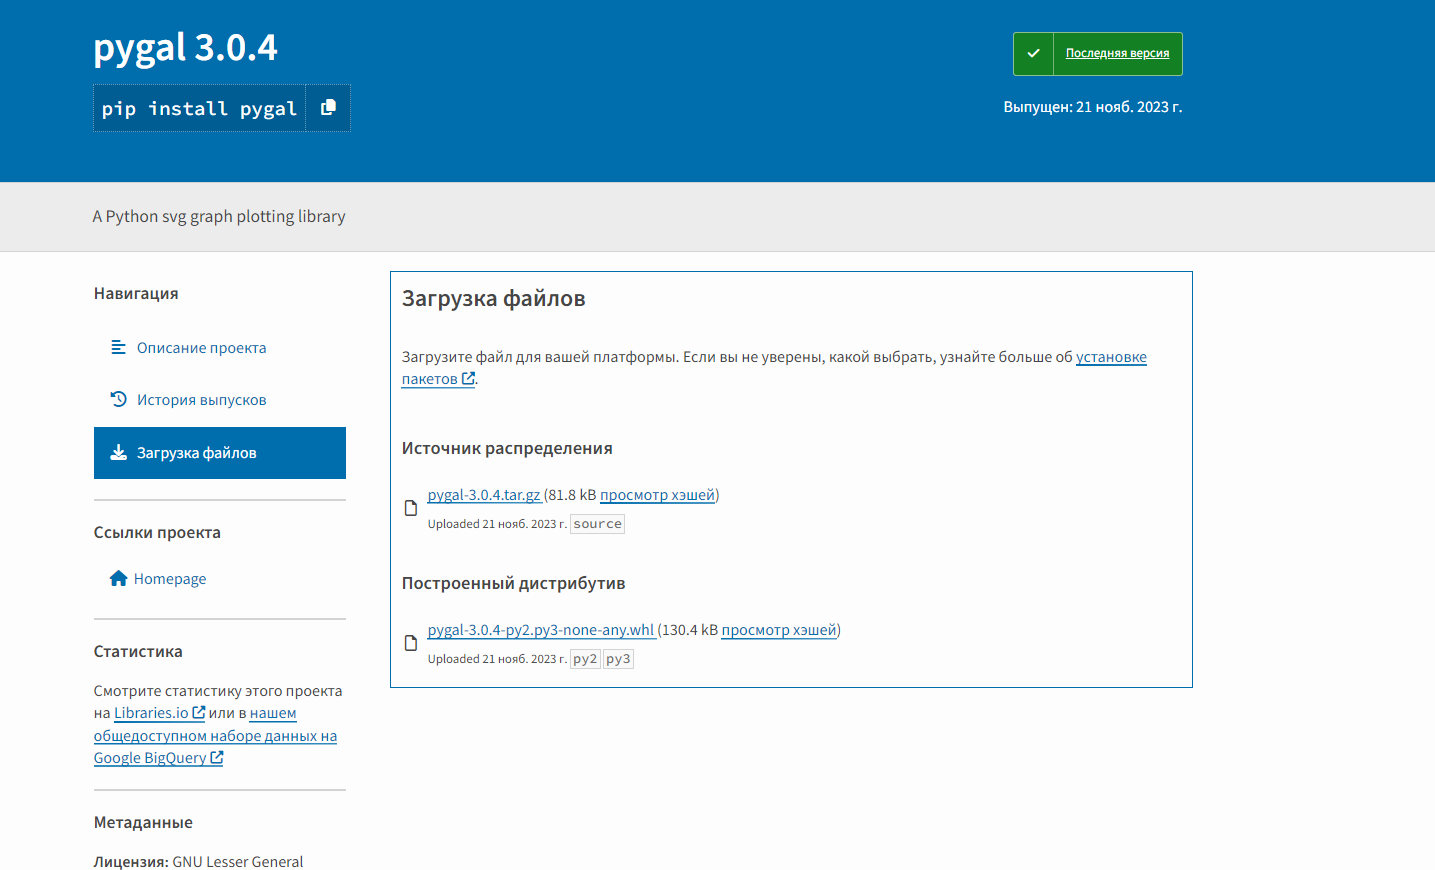 pygal 3.0.4
pip install pygal
Последняя версия
Выпущен: 21 нояб. 2023 г.
A Python svg graph plotting library
Навигация
Описание проекта
История выпусков
Загрузка файлов
Ссылки проекта
Homepage
Статистика
Смотрите статистику этого проекта
на Libraries.io или в нашем
общедоступном наборе данных на
Google BigQuery
Метаданные
Лицензия: GNU Lesser General
Загрузка файлов
Загрузите файл для вашей платформы. Если вы не уверены, какой выбрать, узнайте больше об установке
пакетов.
Источник распределения
pygal-3.0.4.tar.gz (81.8 kB просмотр хэшей)
Uploaded 21 нояб. 2023 г. source
Построенный дистрибутив
pygal-3.0.4-py2.py3-none-any.whl (130.4 kB просмотр хэшей)
Uploaded 21 нояб. 2023 г. py2 py3